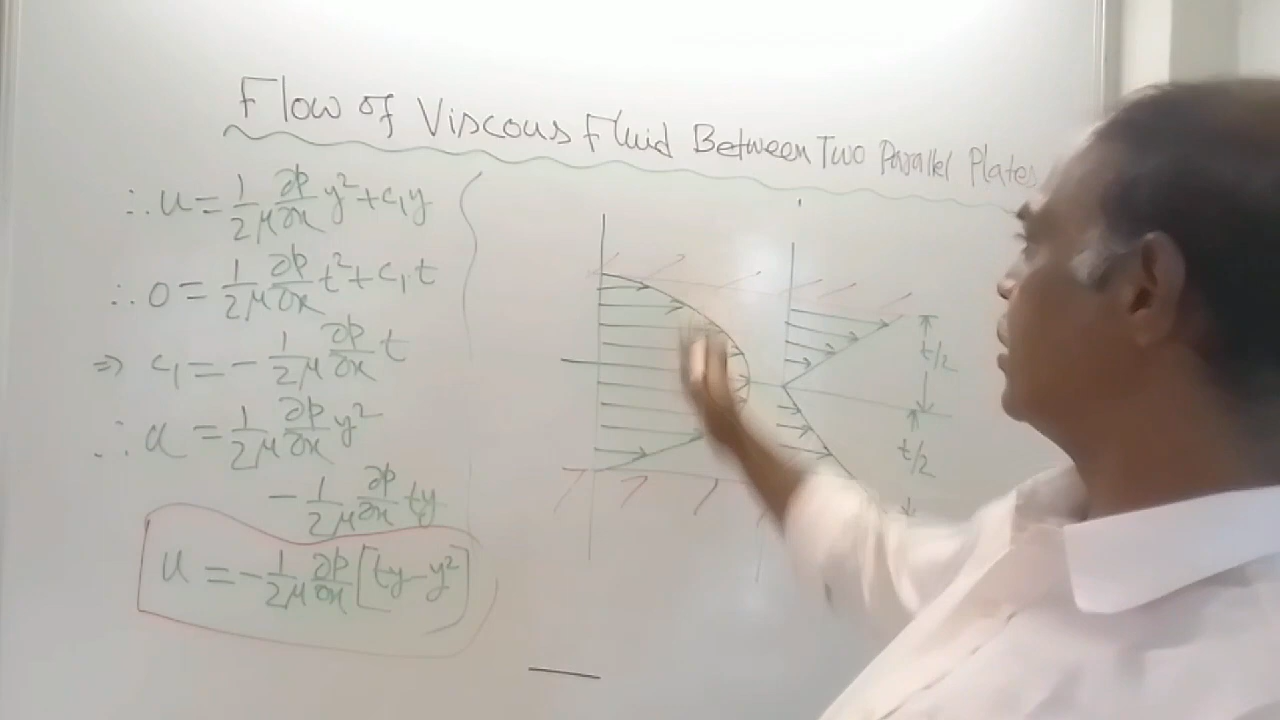 Flow of Viscous Fluid Between Two Parallel Plates
∴ u = 1/2μ ∂p/∂x y² + c₁y
∴ 0 = 1/2μ ∂p/∂x t² + c₁t
⇒ c₁ = - 1/2μ ∂p/∂x t
∴ u = 1/2μ ∂p/∂x y²
- 1/2μ ∂p/∂x ty
u = - 1/2μ ∂p/∂x [ty - y²]
t/2
t/2